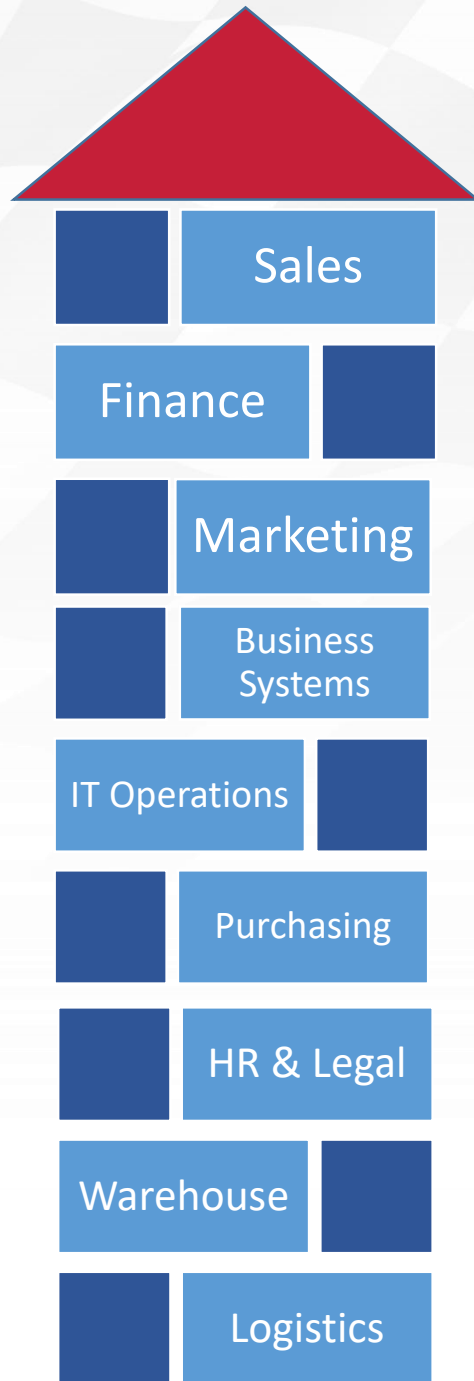 Sales
Finance
Marketing
Business
Systems
IT Operations
Purchasing
HR & Legal
Warehouse
Logistics